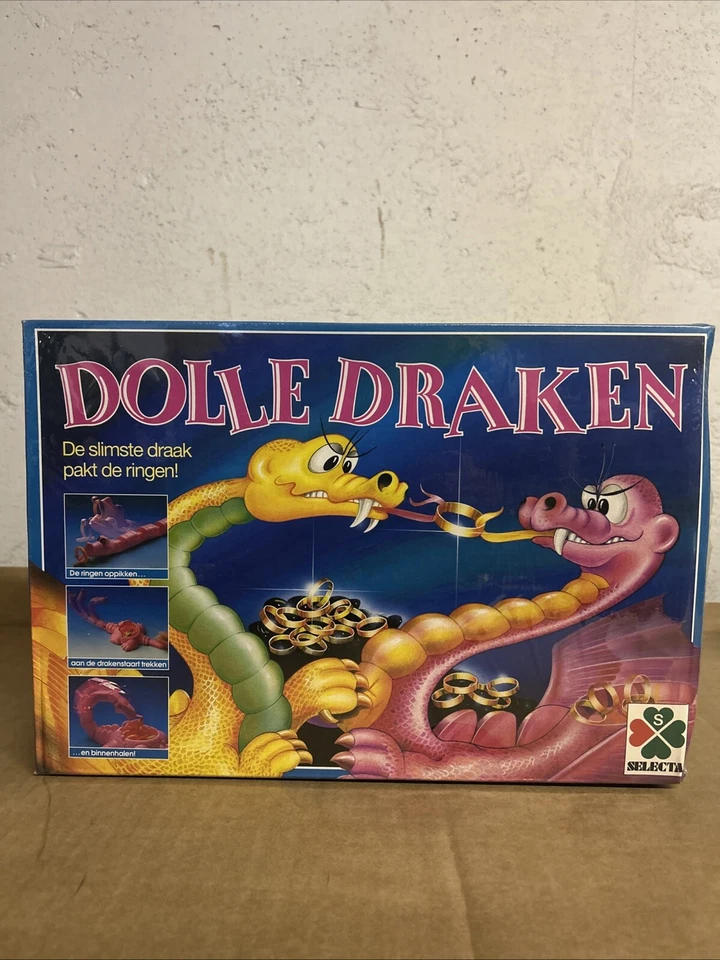 DOLLE DRAKEN
De slimste draak
pakt de ringen!
De ringen oppikken...
aan de drakenstaart trekken
...en binnenhalen!
S
SELECTA